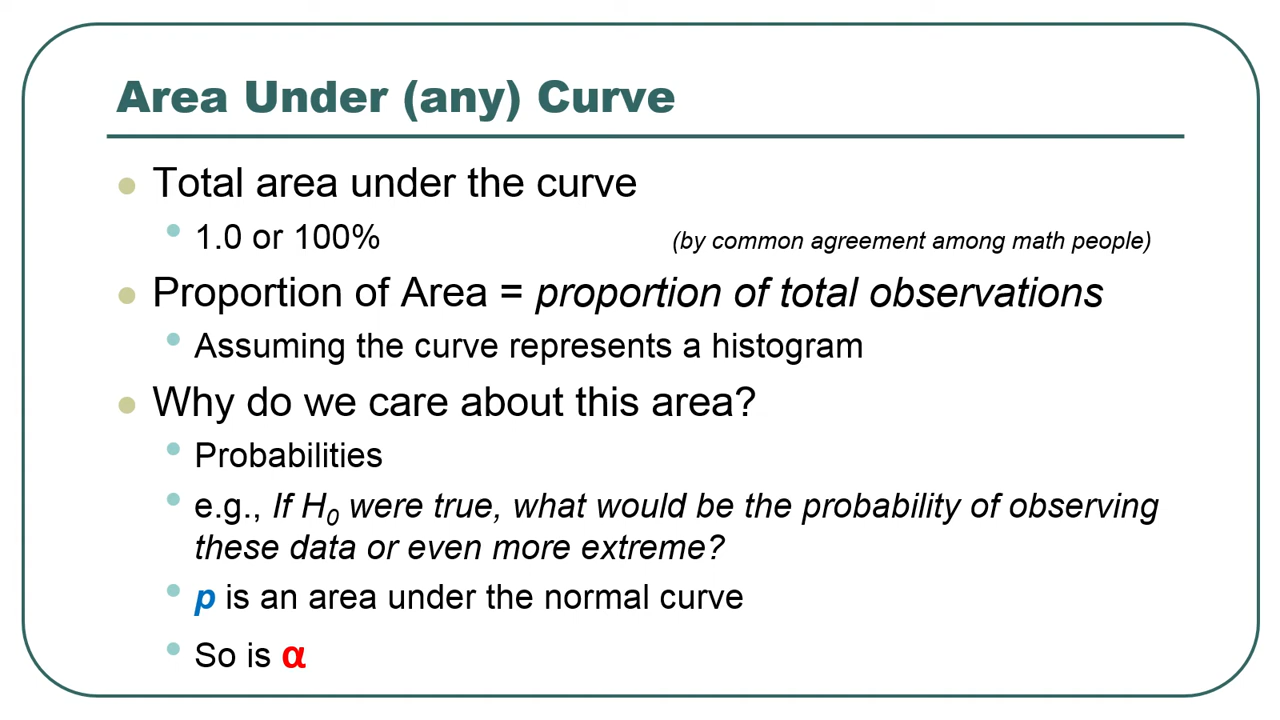 Area Under (any) Curve
Total area under the curve
1.0 or 100% (by common agreement among math people)
Proportion of Area = proportion of total observations
Assuming the curve represents a histogram
Why do we care about this area?
Probabilities
e.g., If H₀ were true, what would be the probability of observing
these data or even more extreme?
p is an area under the normal curve
So is α